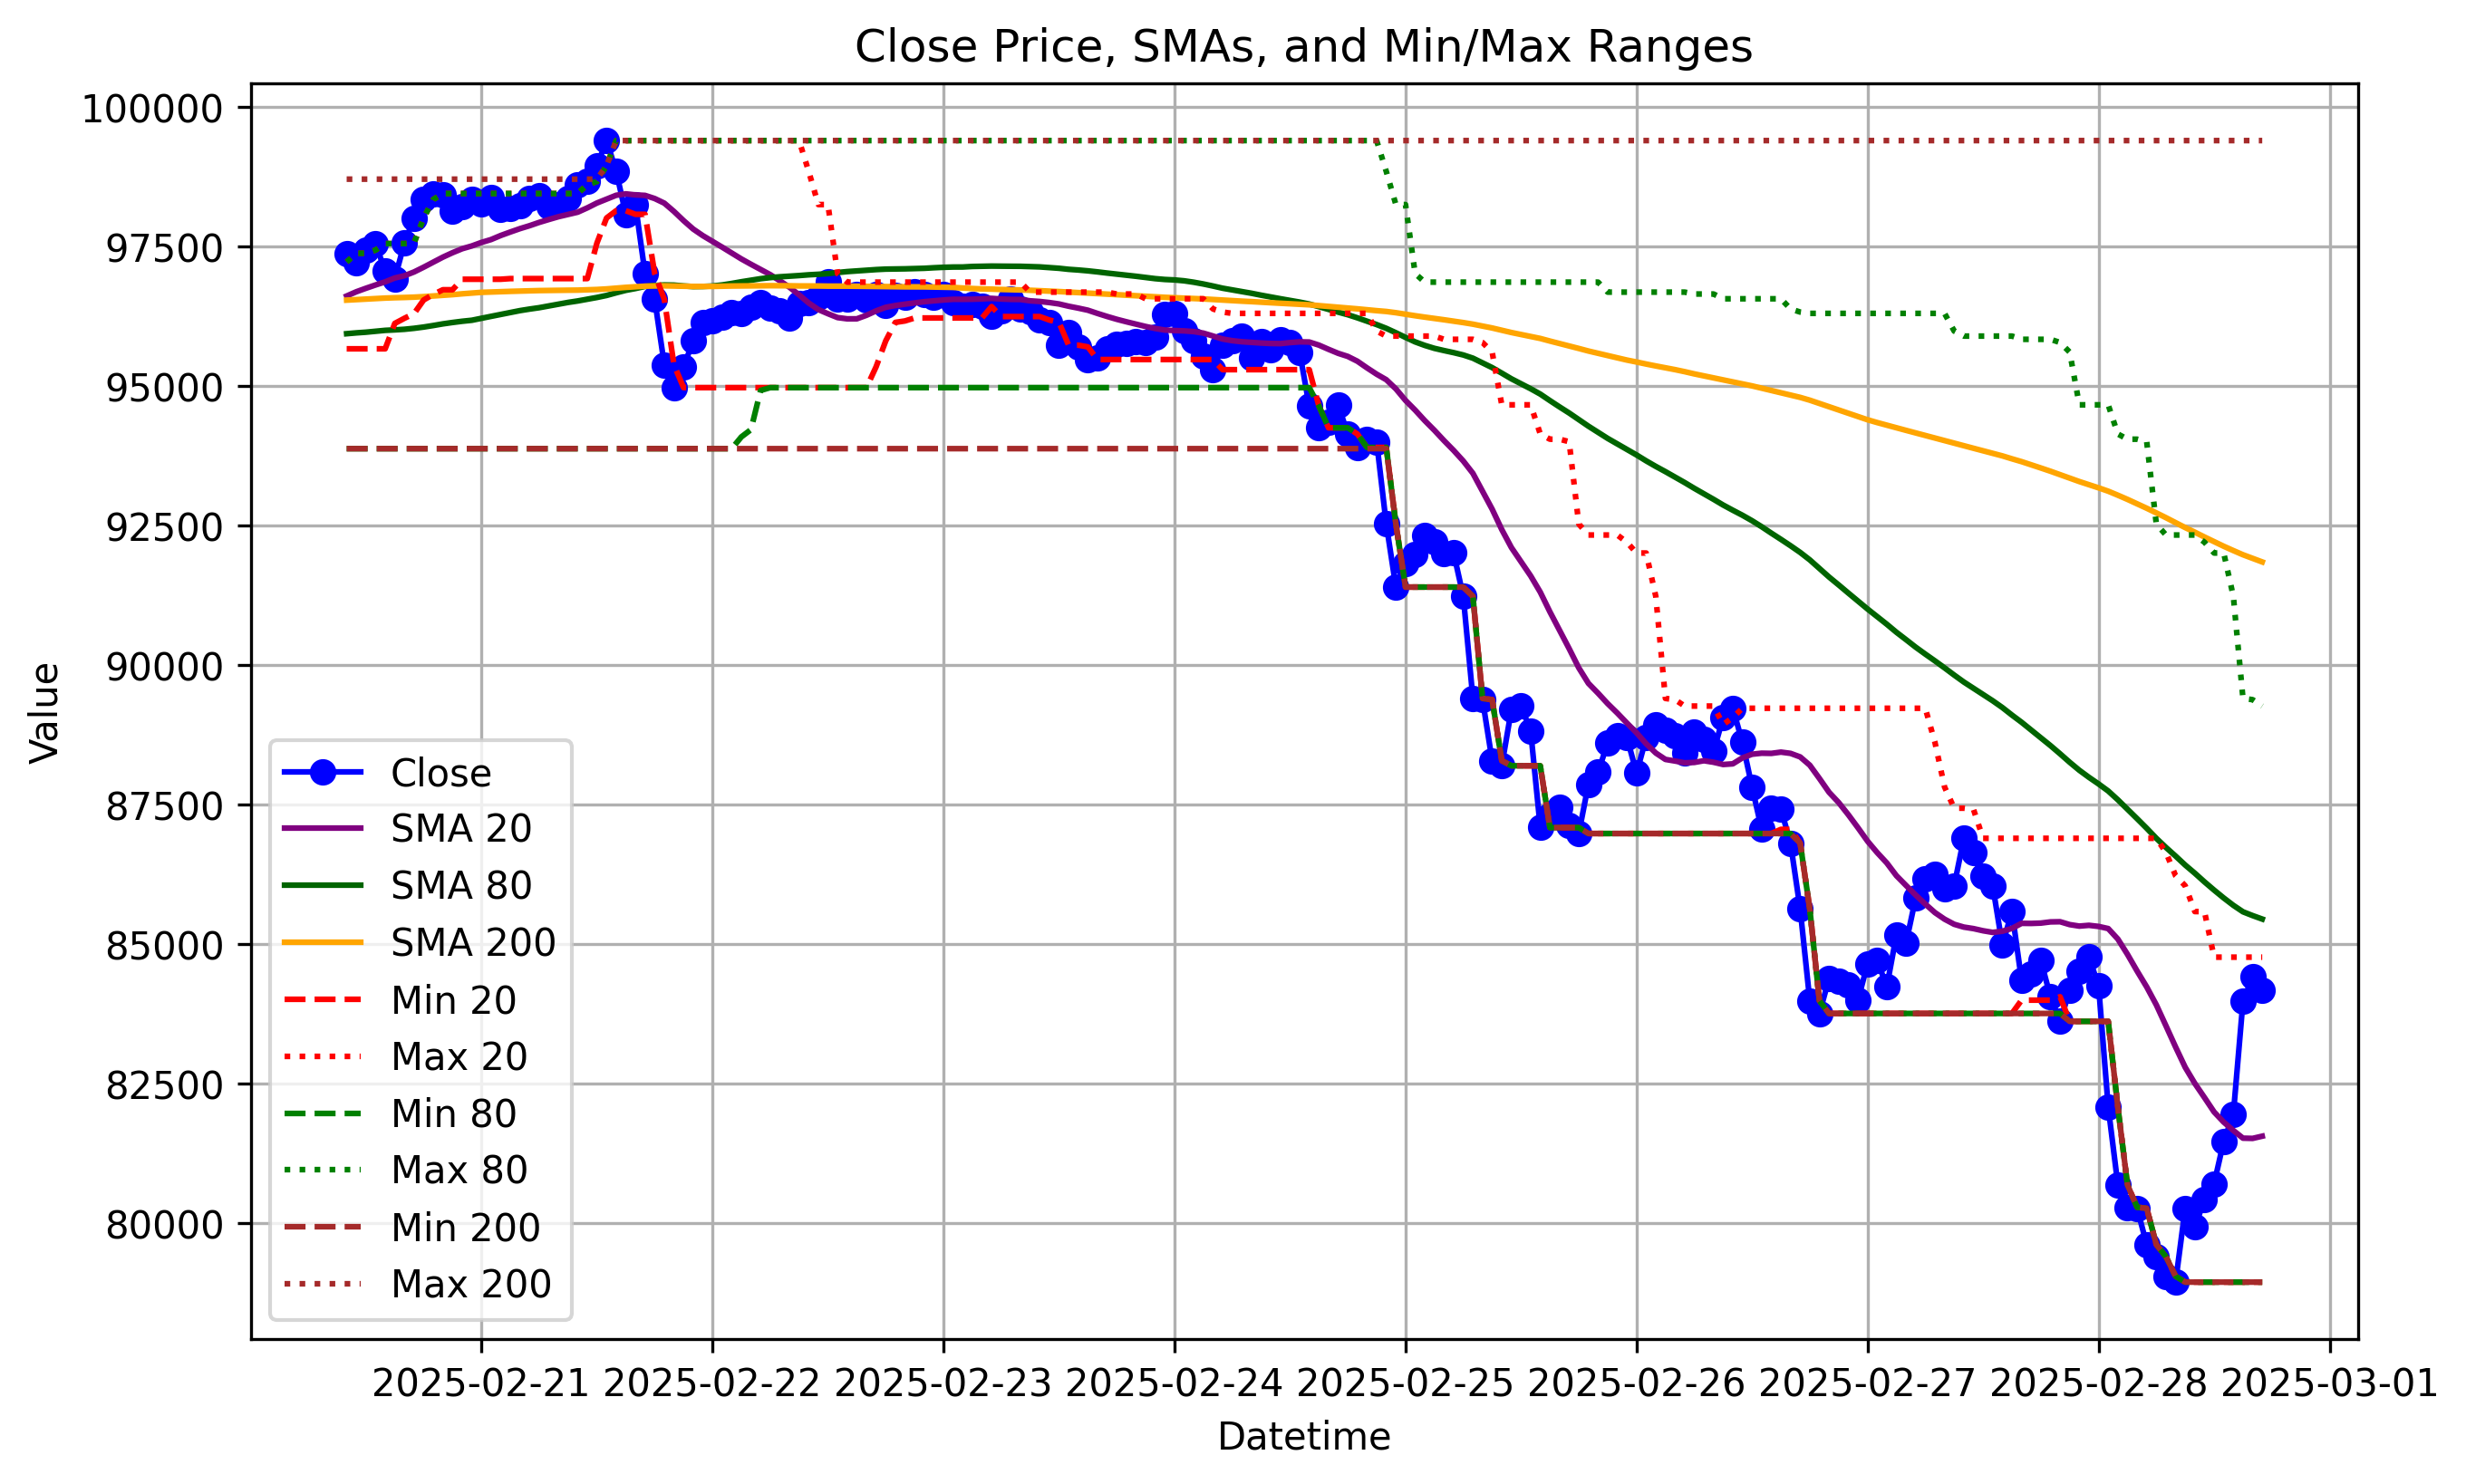 Close Price, SMAs, and Min/Max Ranges
100000
97500
95000
92500
90000
87500
85000
82500
80000
Value
Close
SMA 20
SMA 80
SMA 200
Min 20
Max 20
Min 80
Max 80
Min 200
Max 200
2025-02-21 2025-02-22 2025-02-23 2025-02-24 2025-02-25 2025-02-26 2025-02-27 2025-02-28 2025-03-01
Datetime